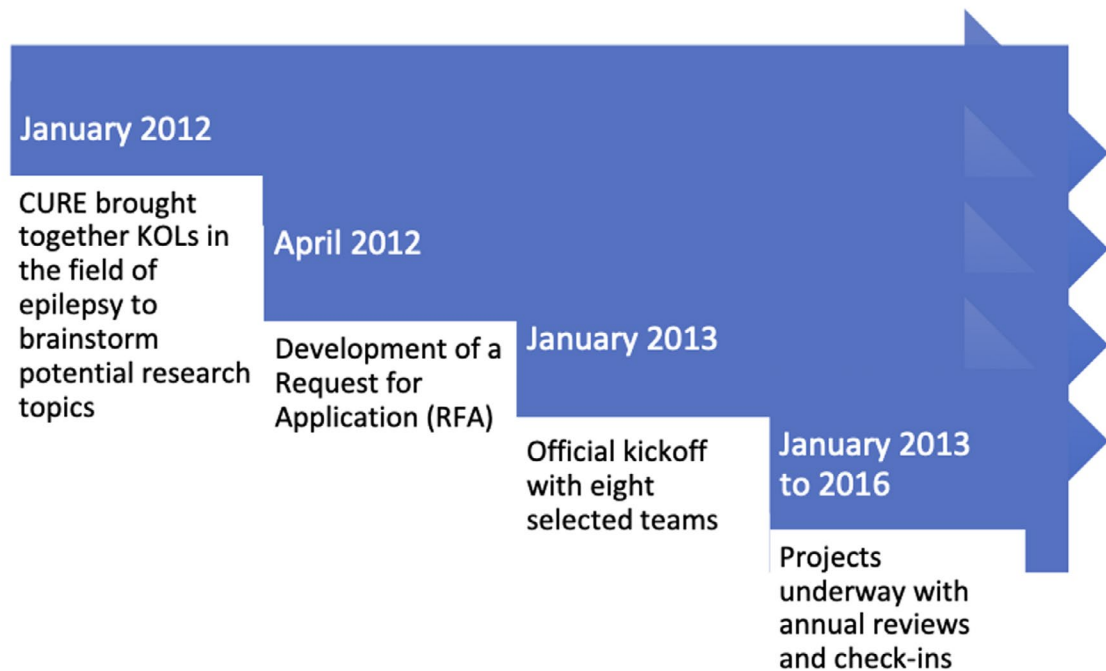 January 2012
CURE brought
together KOLs in
the field of
epilepsy to
brainstorm
potential research
topics
April 2012
Development of a
Request for
Application (RFA)
January 2013
Official kickoff
with eight
selected teams
January 2013
to 2016
Projects
underway with
annual reviews
and check-ins